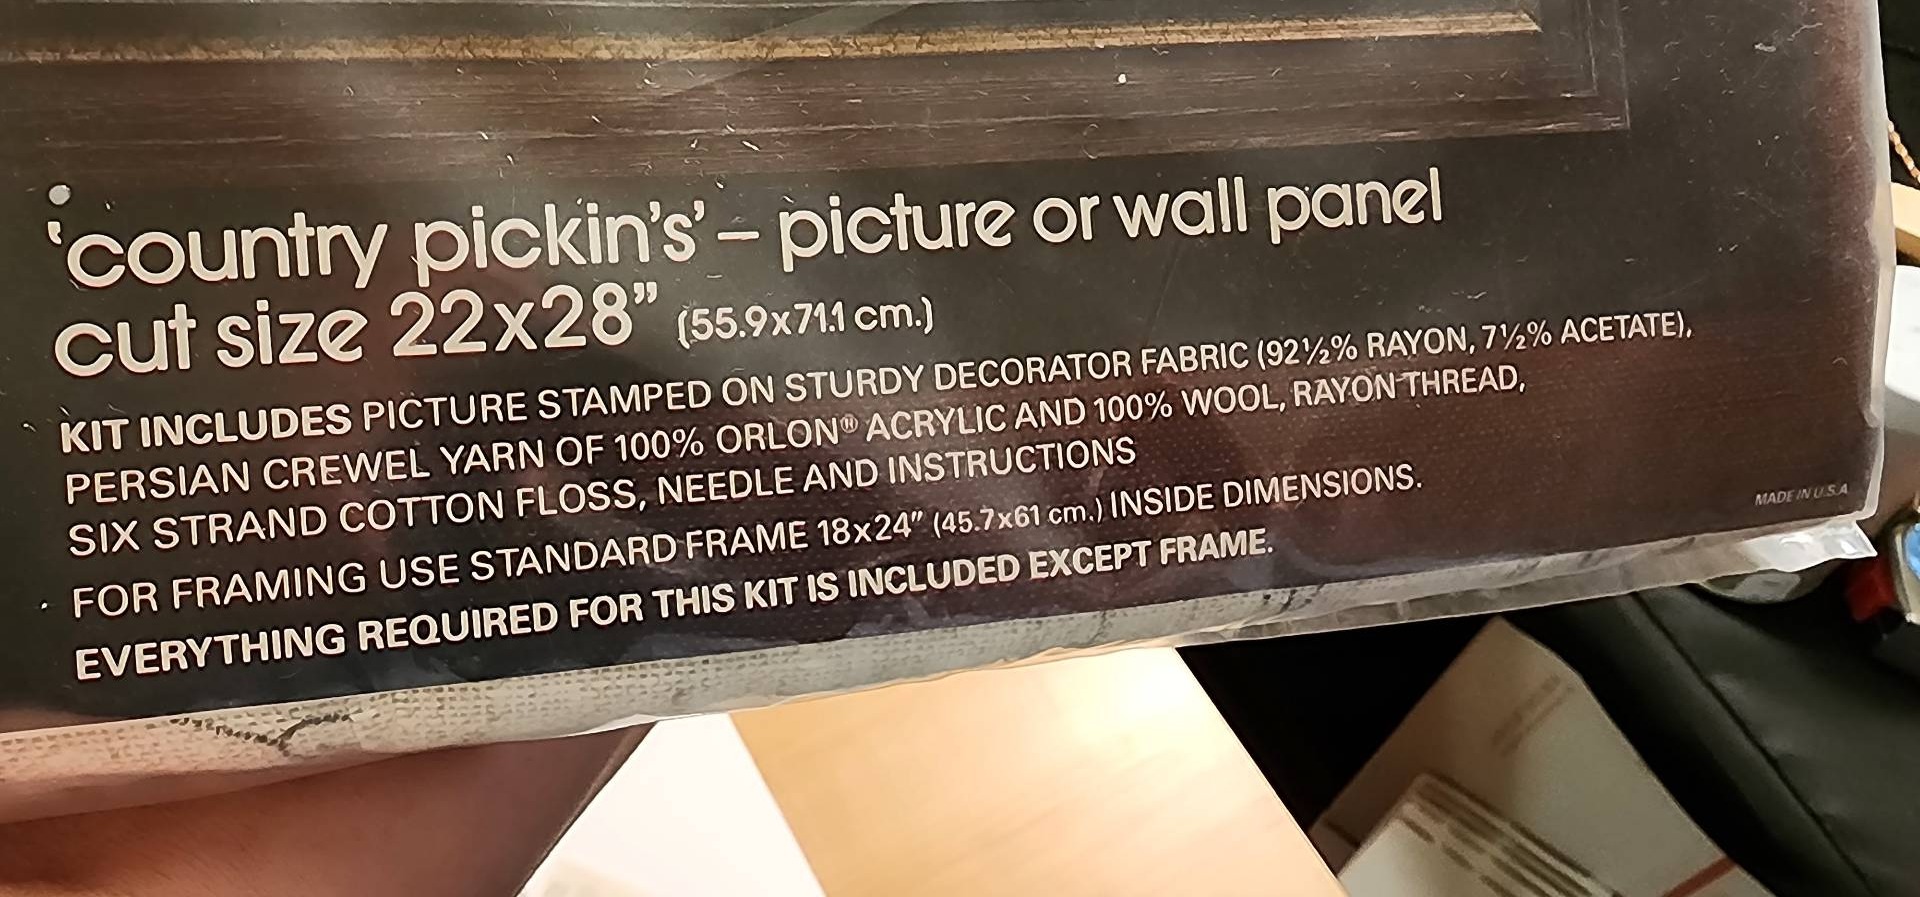 'country pickin's' – picture or wall panel
cut size 22x28" (55.9x71.1 cm.)
KIT INCLUDES PICTURE STAMPED ON STURDY DECORATOR FABRIC (92½% RAYON, 7½% ACETATE),
PERSIAN CREWEL YARN OF 100% ORLON® ACRYLIC AND 100% WOOL, RAYON THREAD,
SIX STRAND COTTON FLOSS, NEEDLE AND INSTRUCTIONS
FOR FRAMING USE STANDARD FRAME 18x24" (45.7x61 cm.) INSIDE DIMENSIONS.
EVERYTHING REQUIRED FOR THIS KIT IS INCLUDED EXCEPT FRAME.
MADE IN U.S.A